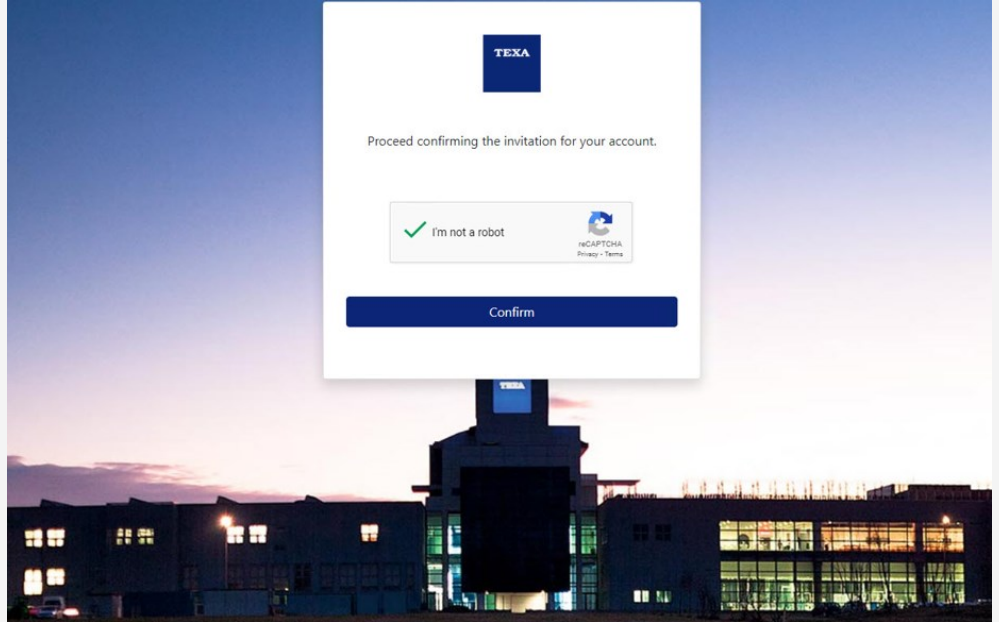 TEXA
Proceed confirming the invitation for your account.
I'm not a robot
reCAPTCHA
Privacy - Terms
Confirm
TEXA